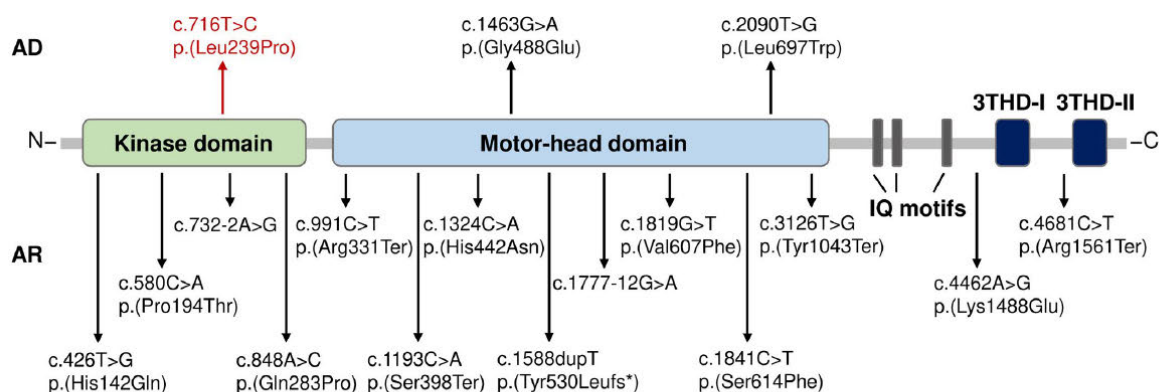 AD
c.716T>C
p.(Leu239Pro)
c.1463G>A
p.(Gly488Glu)
c.2090T>G
p.(Leu697Trp)
3THD-I
3THD-II
N–
Kinase domain
Motor-head domain
–C
IQ motifs
AR
c.732-2A>G
c.991C>T
p.(Arg331Ter)
c.1324C>A
p.(His442Asn)
c.1819G>T
p.(Val607Phe)
c.3126T>G
p.(Tyr1043Ter)
c.4681C>T
p.(Arg1561Ter)
c.580C>A
p.(Pro194Thr)
c.1777-12G>A
c.4462A>G
p.(Lys1488Glu)
c.426T>G
p.(His142Gln)
c.848A>C
p.(Gln283Pro)
c.1193C>A
p.(Ser398Ter)
c.1588dupT
p.(Tyr530Leufs*)
c.1841C>T
p.(Ser614Phe)